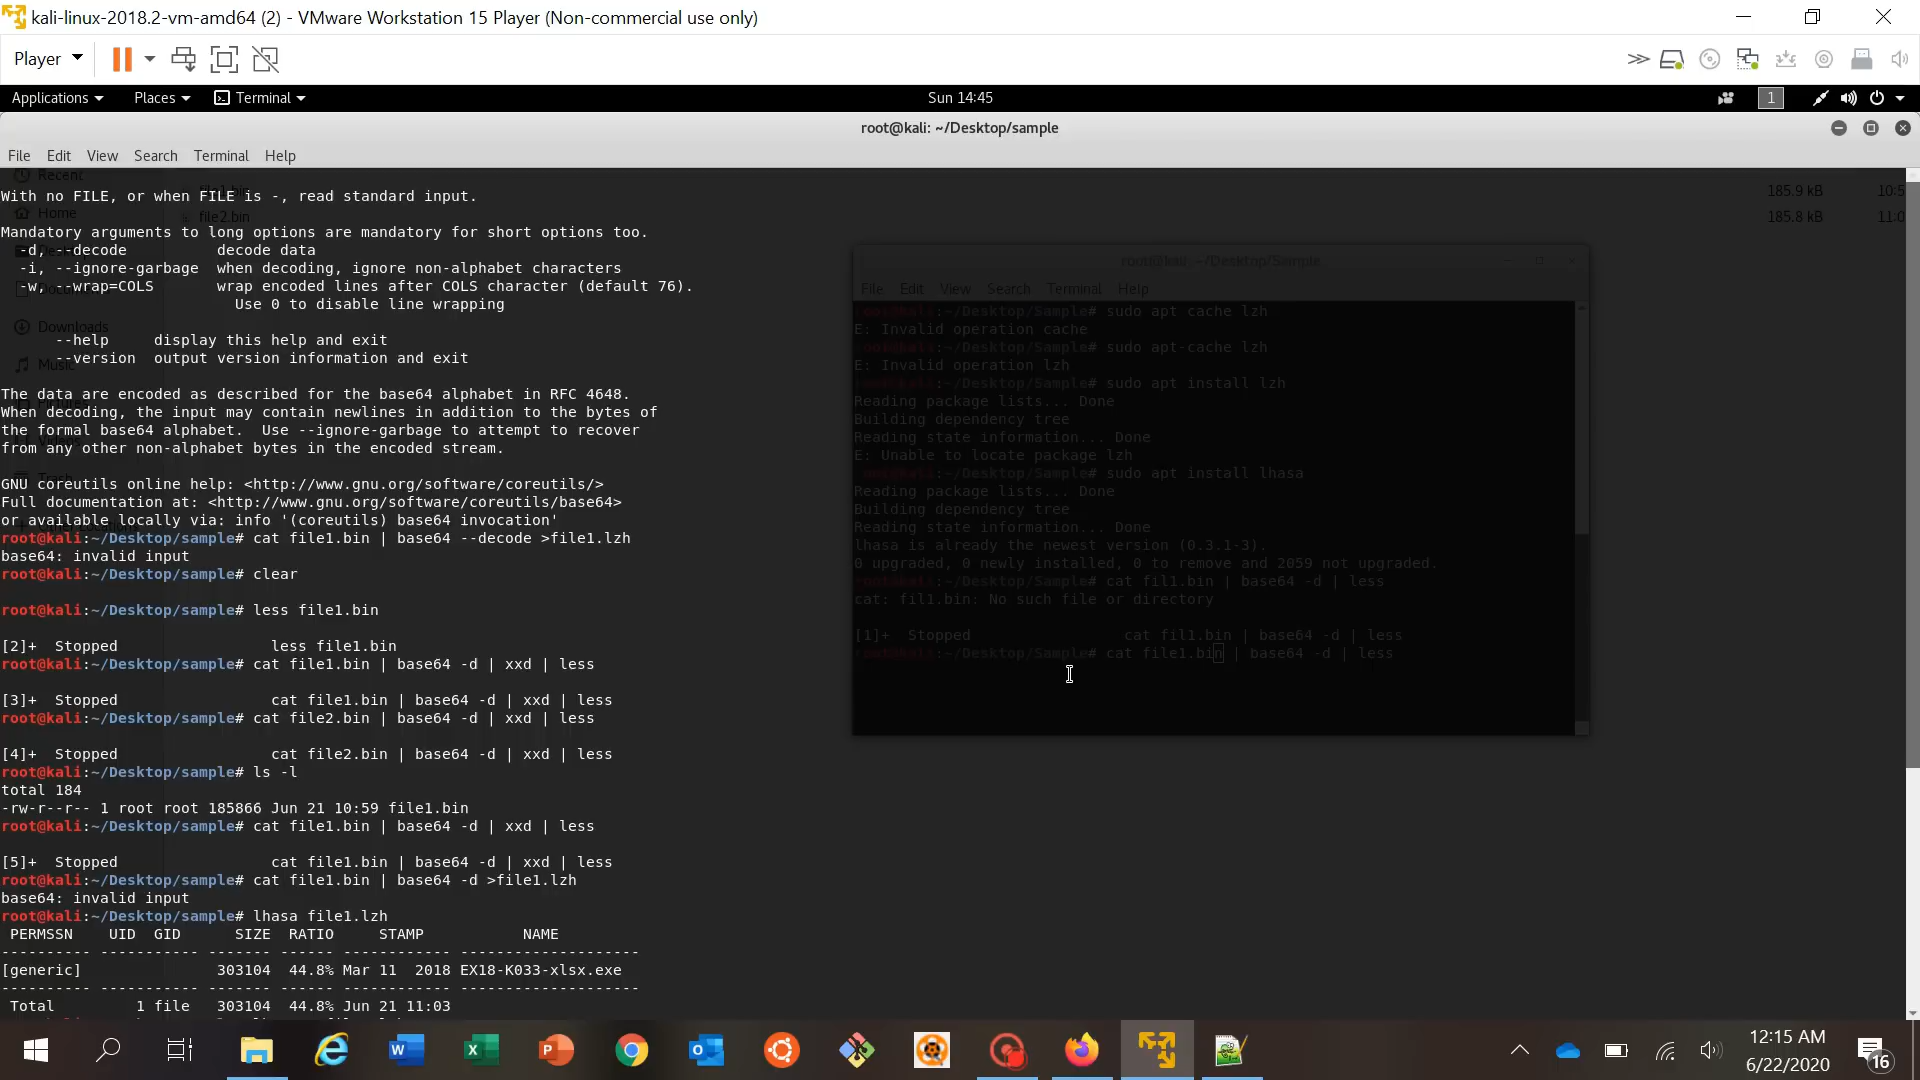 kali-linux-2018.2-vm-amd64 (2) - VMware Workstation 15 Player (Non-commercial use only)
Player
Applications Places Terminal Sun 14:45 1
root@kali: ~/Desktop/sample
File Edit View Search Terminal Help
Recent
With no FILE, or when FILE is -, read standard input.
185.9 kB 10:5
Home
file2.bin 185.8 kB 11:0
Mandatory arguments to long options are mandatory for short options too.
-d, --decode decode data
-i, --ignore-garbage when decoding, ignore non-alphabet characters
-w, --wrap=COLS wrap encoded lines after COLS character (default 76).
Use 0 to disable line wrapping
Downloads
--help display this help and exit
--version output version information and exit
Music
The data are encoded as described for the base64 alphabet in RFC 4648.
When decoding, the input may contain newlines in addition to the bytes of
the formal base64 alphabet. Use --ignore-garbage to attempt to recover
from any other non-alphabet bytes in the encoded stream.
GNU coreutils online help: <http://www.gnu.org/software/coreutils/>
Full documentation at: <http://www.gnu.org/software/coreutils/base64>
or available locally via: info '(coreutils) base64 invocation'
root@kali:~/Desktop/sample# cat file1.bin | base64 --decode >file1.lzh
base64: invalid input
root@kali:~/Desktop/sample# clear
root@kali:~/Desktop/sample# less file1.bin
[2]+ Stopped less file1.bin
root@kali:~/Desktop/sample# cat file1.bin | base64 -d | xxd | less
[3]+ Stopped cat file1.bin | base64 -d | xxd | less
root@kali:~/Desktop/sample# cat file2.bin | base64 -d | xxd | less
[4]+ Stopped cat file2.bin | base64 -d | xxd | less
root@kali:~/Desktop/sample# ls -l
total 184
-rw-r--r-- 1 root root 185866 Jun 21 10:59 file1.bin
root@kali:~/Desktop/sample# cat file1.bin | base64 -d | xxd | less
[5]+ Stopped cat file1.bin | base64 -d | xxd | less
root@kali:~/Desktop/sample# cat file1.bin | base64 -d >file1.lzh
base64: invalid input
root@kali:~/Desktop/sample# lhasa file1.lzh
PERMSSN UID GID SIZE RATIO STAMP NAME
---------- ----------- ------- ------ ------------ --------------------
[generic] 303104 44.8% Mar 11 2018 EX18-K033-xlsx.exe
---------- ----------- ------- ------ ------------ --------------------
Total 1 file 303104 44.8% Jun 21 11:03
root@kali: ~/Desktop/Sample
File Edit View Search Terminal Help
root@kali:~/Desktop/Sample# sudo apt cache lzh
E: Invalid operation cache
root@kali:~/Desktop/Sample# sudo apt-cache lzh
E: Invalid operation lzh
root@kali:~/Desktop/Sample# sudo apt install lzh
Reading package lists... Done
Building dependency tree
Reading state information... Done
E: Unable to locate package lzh
root@kali:~/Desktop/Sample# sudo apt install lhasa
Reading package lists... Done
Building dependency tree
Reading state information... Done
lhasa is already the newest version (0.3.1-3).
0 upgraded, 0 newly installed, 0 to remove and 2059 not upgraded.
root@kali:~/Desktop/Sample# cat fil1.bin | base64 -d | less
cat: fil1.bin: No such file or directory
[1]+ Stopped cat fil1.bin | base64 -d | less
root@kali:~/Desktop/Sample# cat file1.bin | base64 -d | less
12:15 AM
6/22/2020
16